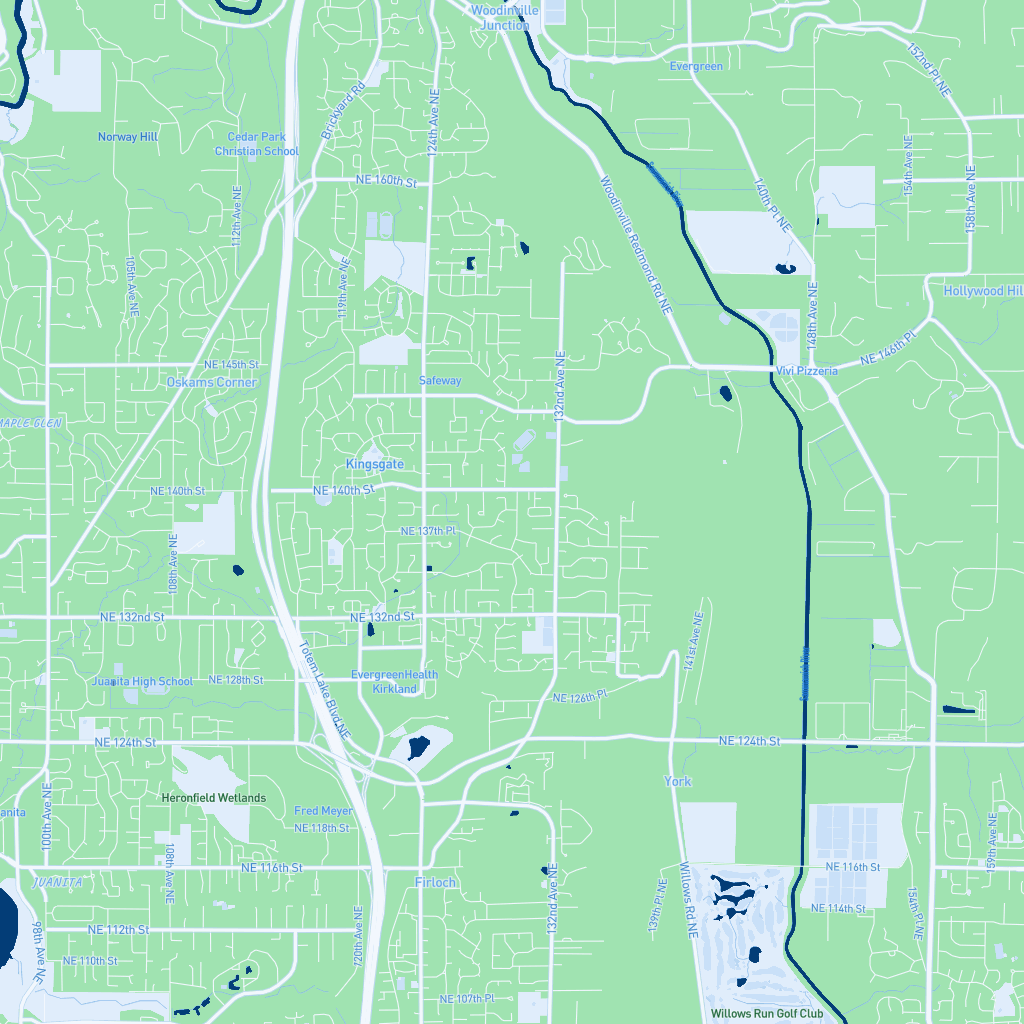 Woodinville
Junction
Evergreen
152nd Pl NE
Norway Hill
Cedar Park
Christian School
Brickyard Rd
124th Ave NE
154th Ave NE
NE 160th St
140th Pl NE
158th Ave NE
112th Ave NE
Woodinville Redmond Rd NE
105th Ave NE
119th Ave NE
Hollywood Hil
148th Ave NE
NE 146th Pl
NE 145th St
Oskams Corner
Safeway
132nd Ave NE
Vivi Pizzeria
MAPLE GLEN
Kingsgate
NE 140th St
NE 140th St
NE 137th Pl
108th Ave NE
NE 132nd St
NE 132nd St
141st Ave NE
Totem Lake Blvd NE
Juanita High School
NE 128th St
EvergreenHealth
Kirkland
NE 126th Pl
NE 124th St
NE 124th St
York
Heronfield Wetlands
Fred Meyer
NE 118th St
anita
100th Ave NE
159th Ave NE
108th Ave NE
NE 116th St
NE 116th St
JUANITA
Firloch
132nd Ave NE
139th Pl NE
Willows Rd NE
NE 114th St
154th Pl NE
120th Ave NE
98th Ave NE
NE 112th St
NE 110th St
NE 107th Pl
Willows Run Golf Club